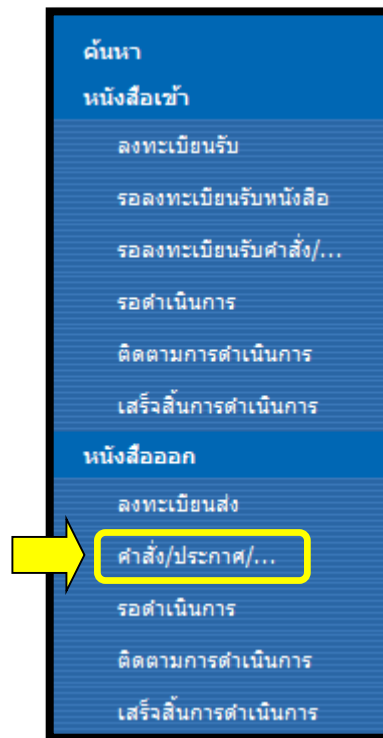 ค้นหา
หนังสือเข้า
ลงทะเบียนรับ
รอลงทะเบียนรับหนังสือ
รอลงทะเบียนรับคำสั่ง/...
รอดำเนินการ
ติดตามการดำเนินการ
เสร็จสิ้นการดำเนินการ
หนังสือออก
ลงทะเบียนส่ง
คำสั่ง/ประกาศ/...
รอดำเนินการ
ติดตามการดำเนินการ
เสร็จสิ้นการดำเนินการ